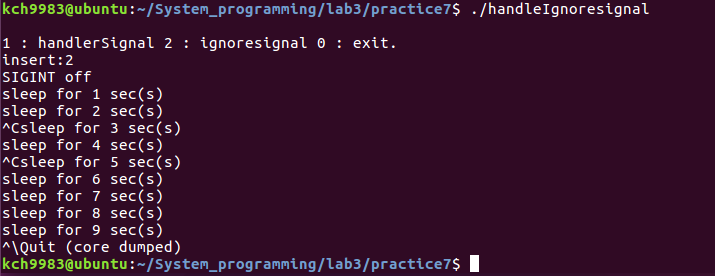 kch9983@ubuntu:~/System_programming/lab3/practice7$ ./handleIgnoresignal
1 : handlerSignal 2 : ignoresignal 0 : exit.
insert:2
SIGINT off
sleep for 1 sec(s)
sleep for 2 sec(s)
^Csleep for 3 sec(s)
sleep for 4 sec(s)
^Csleep for 5 sec(s)
sleep for 6 sec(s)
sleep for 7 sec(s)
sleep for 8 sec(s)
sleep for 9 sec(s)
^\Quit (core dumped)
kch9983@ubuntu:~/System_programming/lab3/practice7$